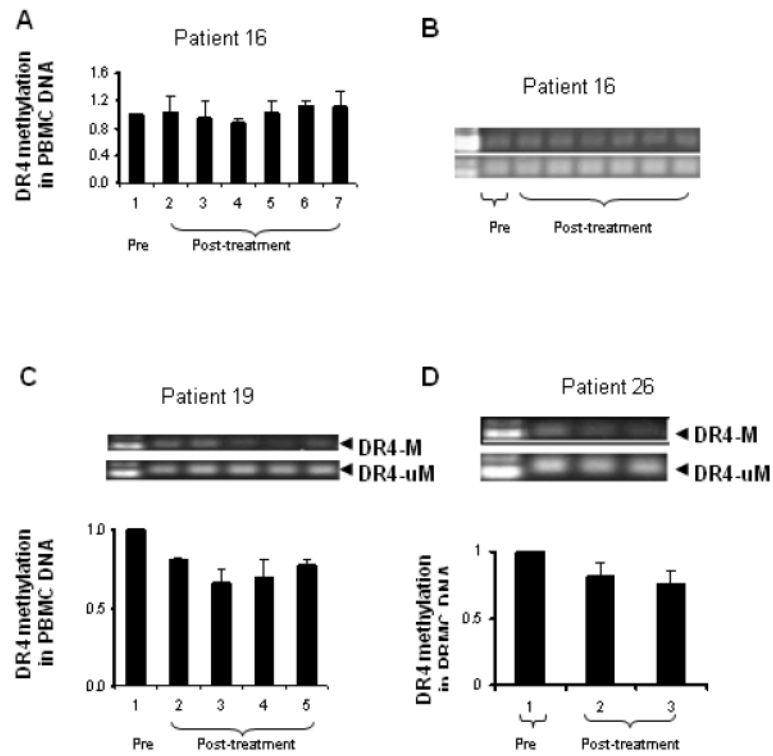 A
Patient 16
DR4 methylation
in PBMC DNA
1.6
1.2
0.8
0.4
0.0
1 2 3 4 5 6 7
Pre Post-treatment
B
Patient 16
Pre Post-treatment
C
Patient 19
DR4-M
DR4-uM
DR4 methylation
in PBMC DNA
1.0
0.5
0.0
1 2 3 4 5
Pre Post-treatment
D
Patient 26
DR4-M
DR4-uM
DR4 methylation
in PBMC DNA
1
0.5
0
1 2 3
Pre Post-treatment